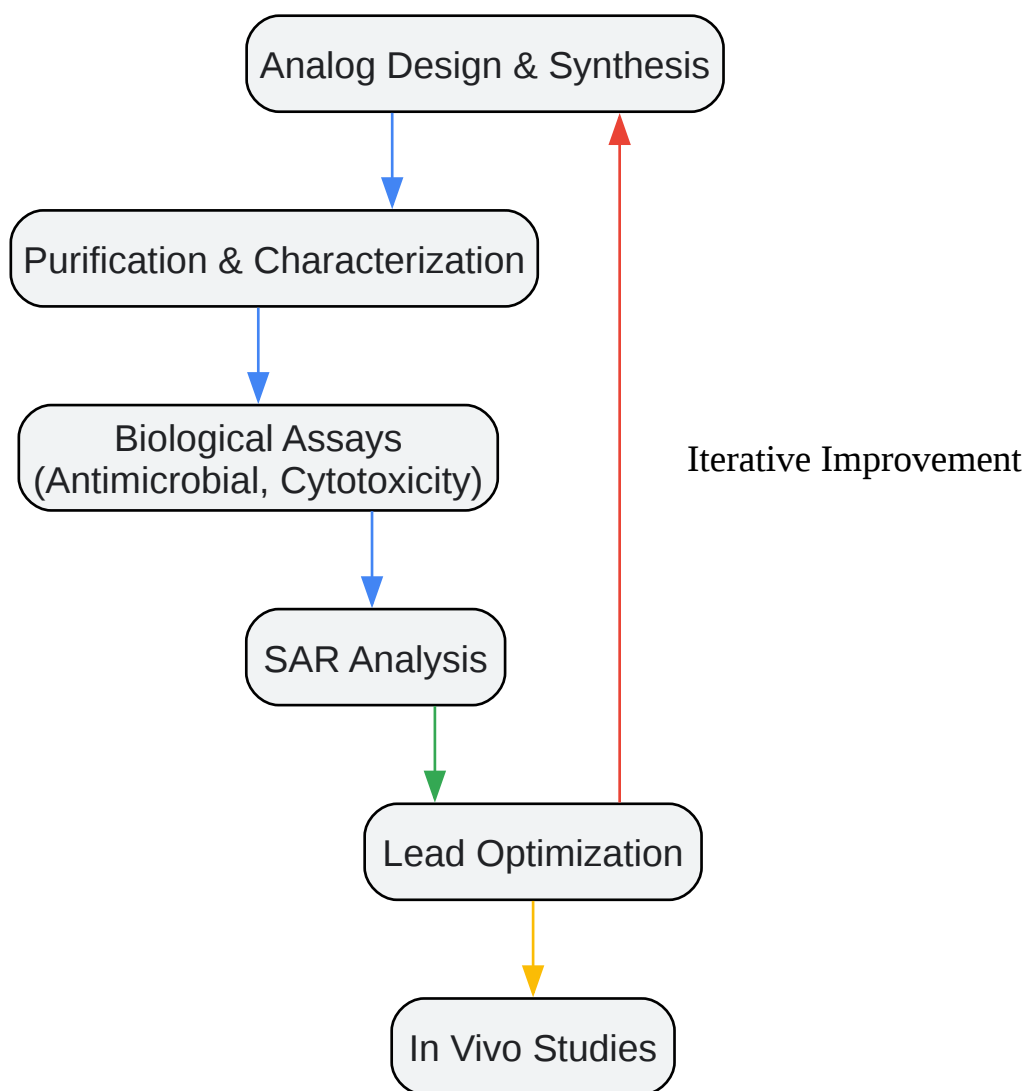 Analog Design & Synthesis
Purification & Characterization
Biological Assays
(Antimicrobial, Cytotoxicity)
Iterative Improvement
SAR Analysis
Lead Optimization
In Vivo Studies